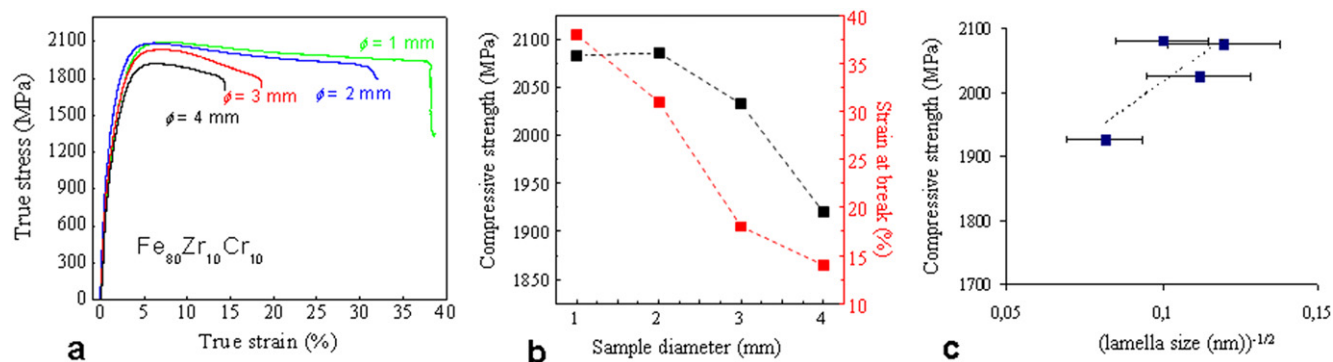 True stress (MPa)
2100
1800
1500
1200
900
600
300
0
ϕ = 1 mm
ϕ = 2 mm
ϕ = 3 mm
ϕ = 4 mm
Fe80Zr10Cr10
0 5 10 15 20 25 30 35 40
True strain (%)
a
Compressive strength (MPa)
2100
2050
2000
1950
1900
1850
40
35
30
25
20
15
10
Strain at break (%)
1 2 3 4
Sample diameter (mm)
b
Compressive strength (MPa)
2100
2000
1900
1800
1700
0,05 0,1 0,15
(lamella size (nm))-1/2
c